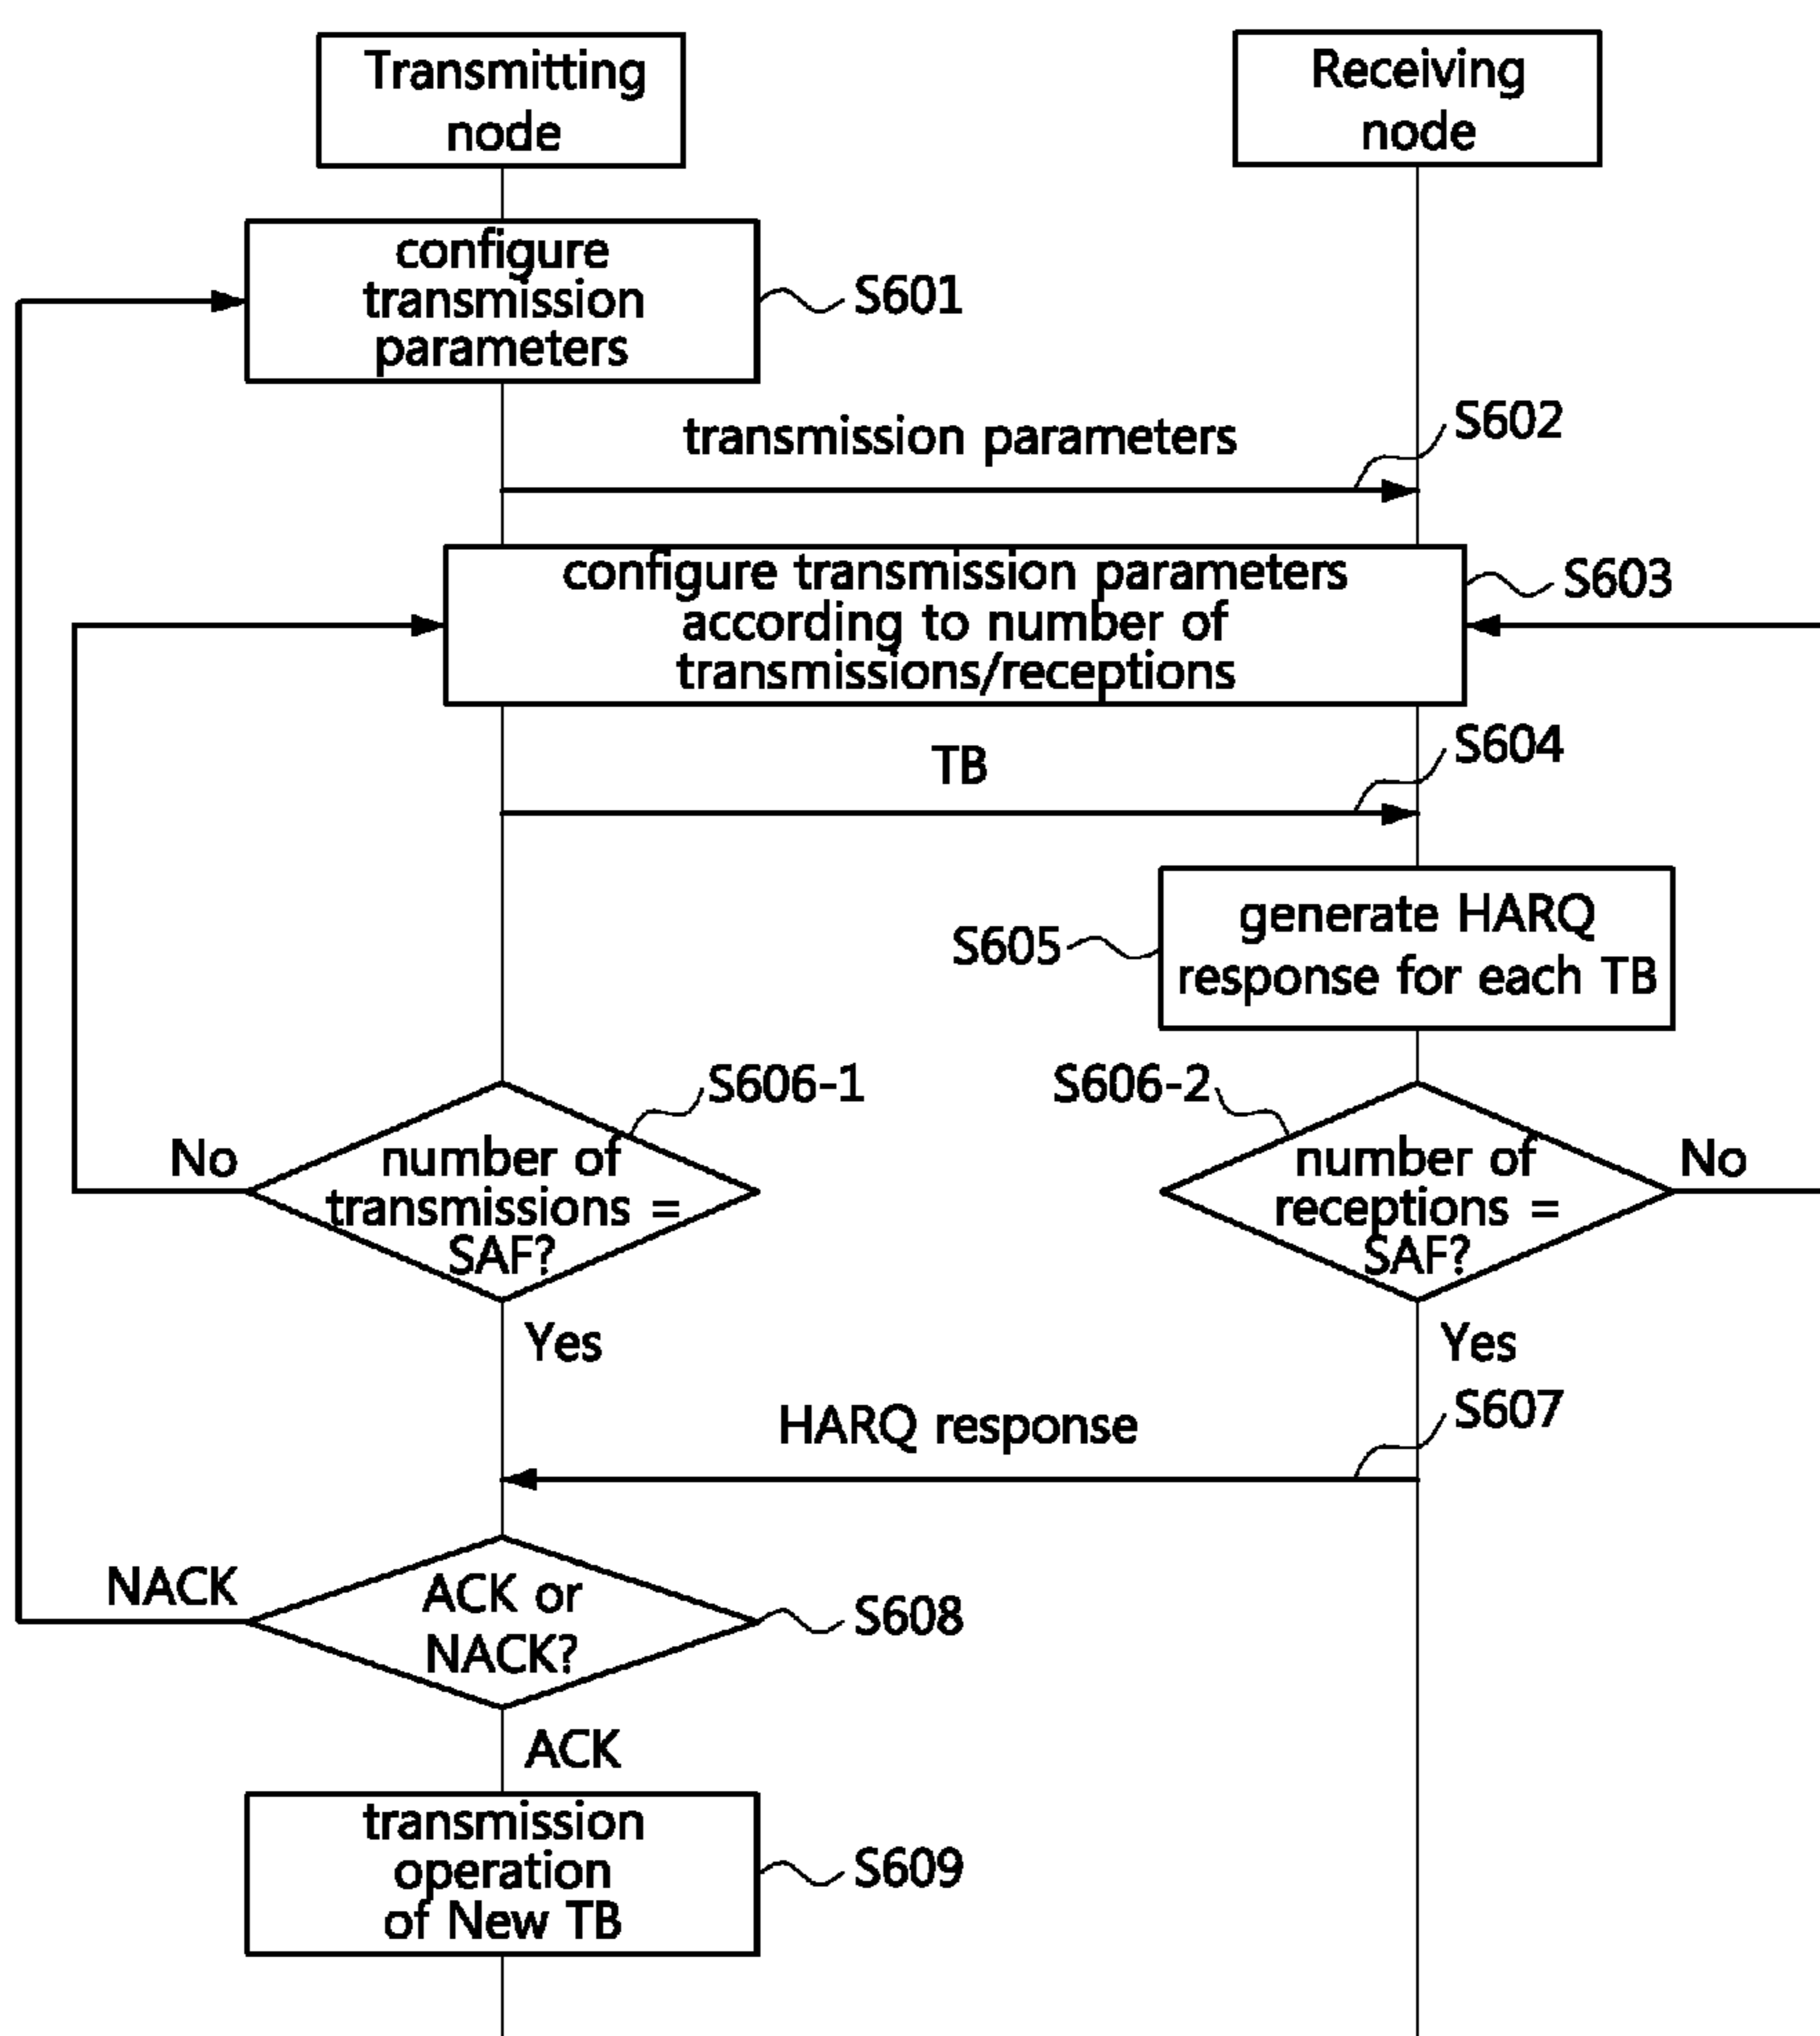 Transmitting
node
Receiving
node
configure
transmission
parameters
S601
transmission parameters
S602
configure transmission parameters
according to number of
transmissions/receptions
S603
TB
S604
generate HARQ
response for each TB
S605
S606-1
number of
transmissions =
SAF?
No
Yes
S606-2
number of
receptions =
SAF?
No
Yes
HARQ response
S607
ACK or
NACK?
NACK
S608
ACK
transmission
operation
of New TB
S609